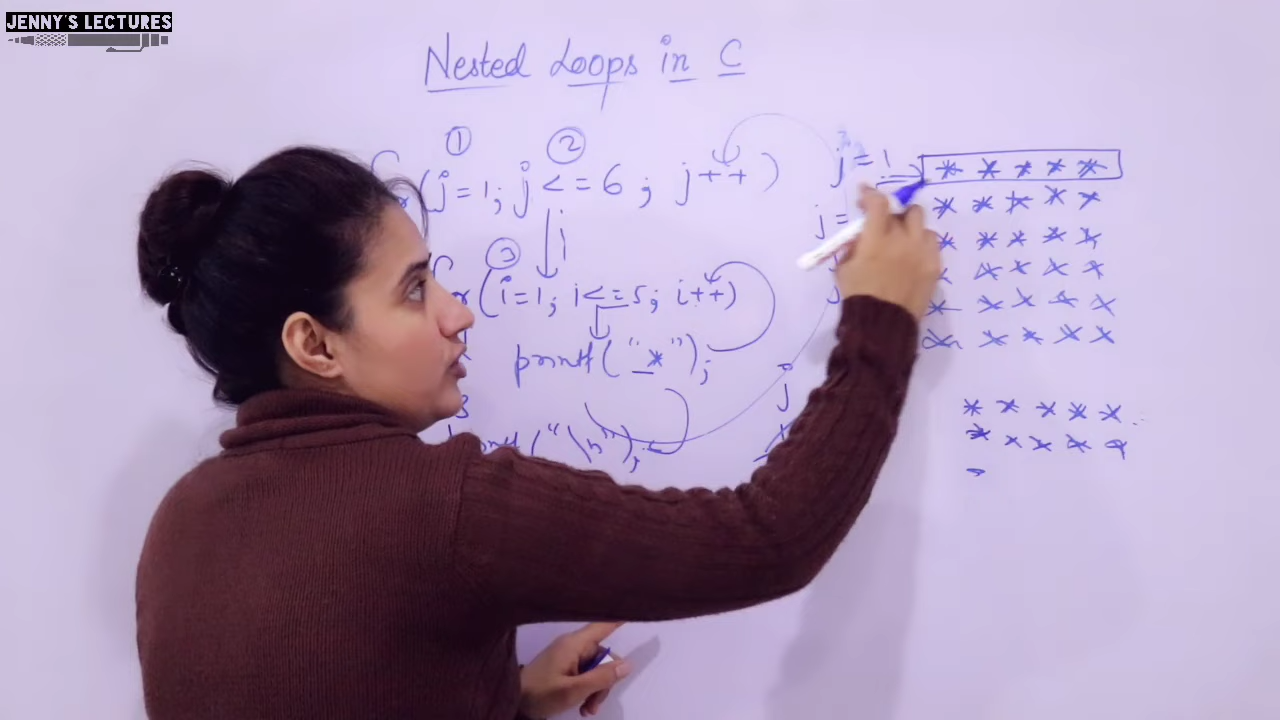 JENNY'S LECTURES
Nested Loops in C
① ②
(j=1; j<=6; j++)
③
(i=1; i<=5; i++)
printf("*");
("\n");
j=1 * * * * *
j= * * * * *
* * * * *
* * * * *
* * * * *
* * * * *
j
* * * * *
* * * *